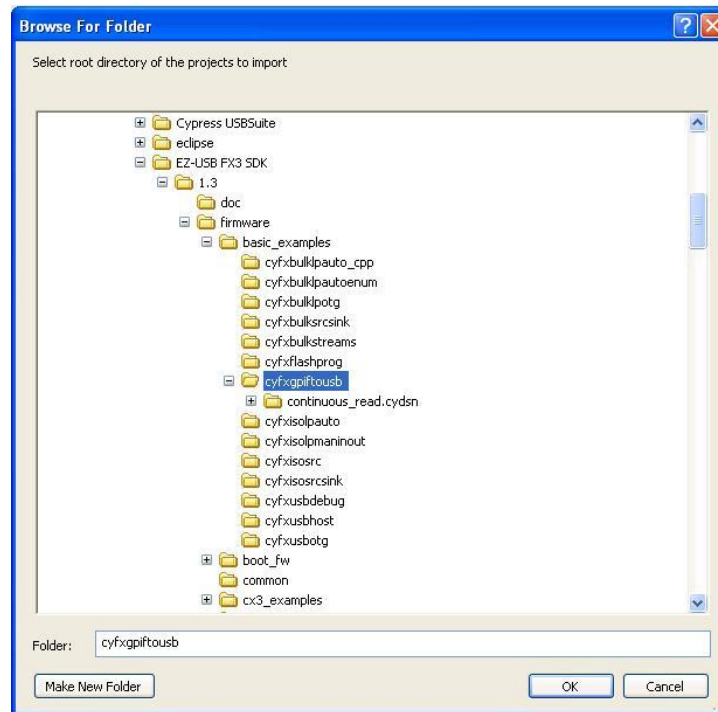 Browse For Folder
Select root directory of the projects to import
Cypress USBSuite
eclipse
EZ-USB FX3 SDK
1.3
doc
firmware
basic_examples
cyfxbulklpauto_cpp
cyfxbulklpautoenum
cyfxbulklpotg
cyfxbulksrcsink
cyfxbulkstreams
cyfxflashprog
cyfxgpiftousb
continuous_read.cydsn
cyfxisolpauto
cyfxisolpmaninout
cyfxisosrc
cyfxisosrcsink
cyfxusbdebug
cyfxusbhost
cyfxusbotg
boot_fw
common
cx3_examples
Folder: cyfxgpiftousb
Make New Folder OK Cancel